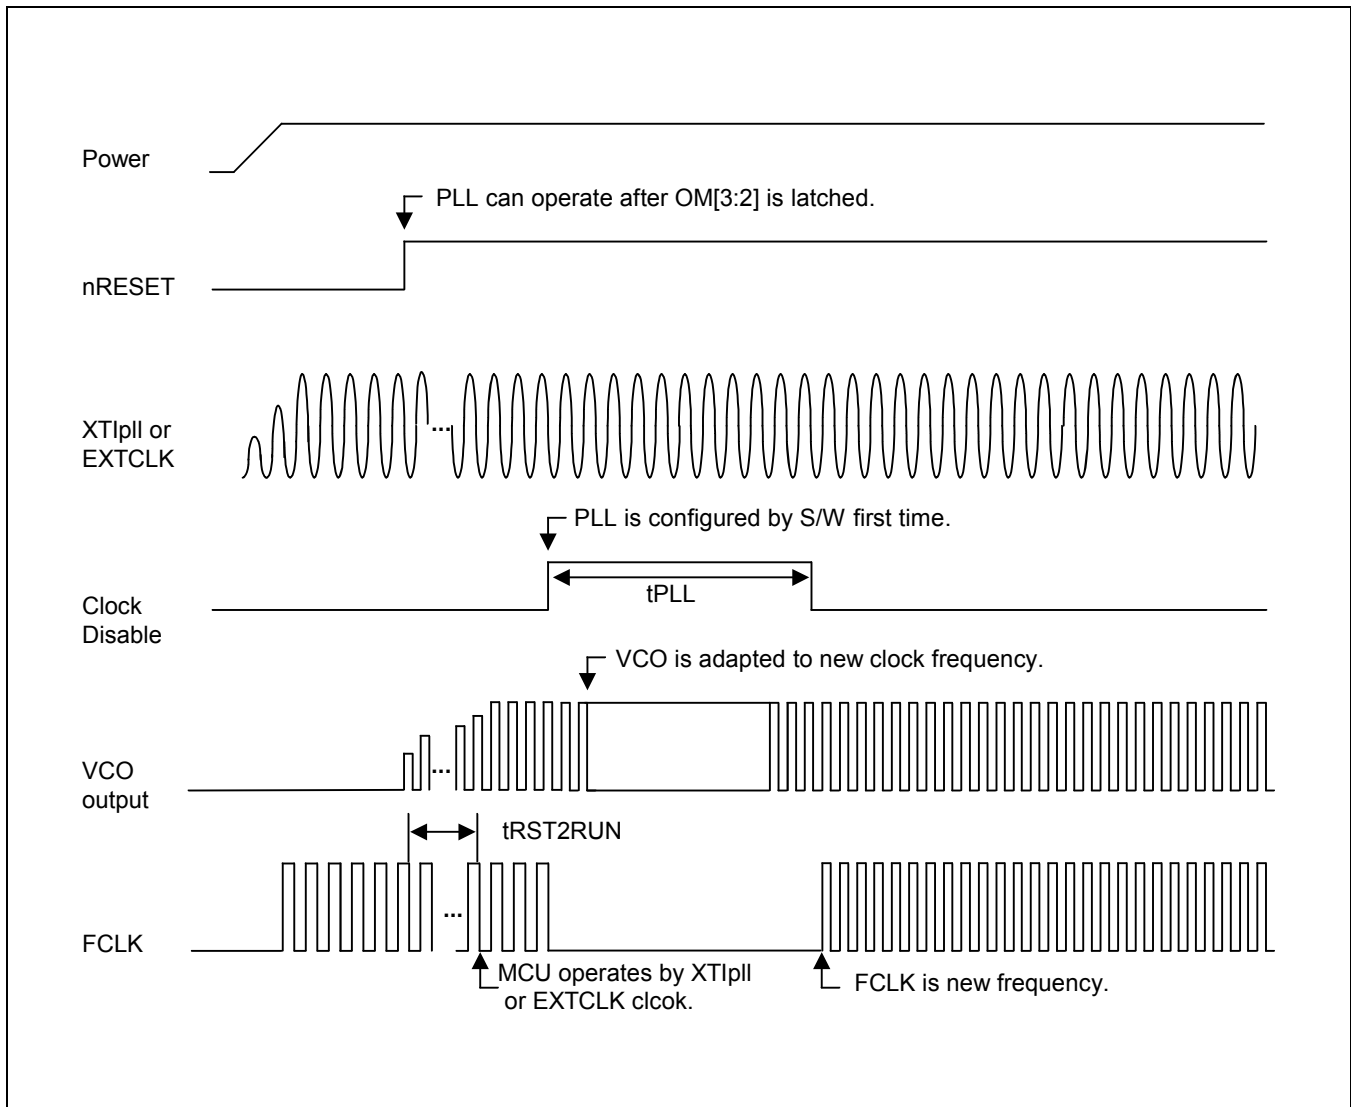 Power
PLL can operate after OM[3:2] is latched.
nRESET
XTIpll or
EXTCLK
...
PLL is configured by S/W first time.
tPLL
Clock
Disable
VCO is adapted to new clock frequency.
VCO
output
...
tRST2RUN
...
FCLK
MCU operates by XTIpll
or EXTCLK clcok.
FCLK is new frequency.